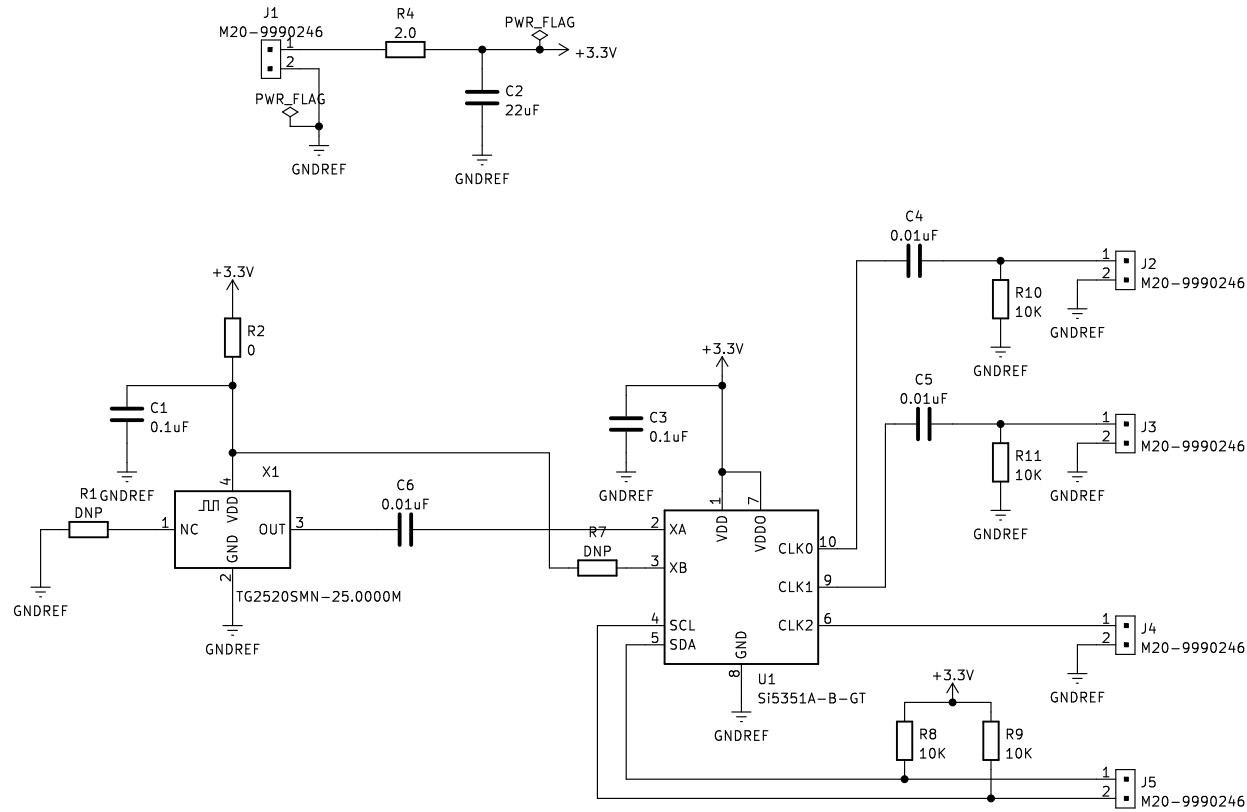 J1
M20-9990246
1
2
PWR_FLAG
GNDREF
R4
2.0
PWR_FLAG
+3.3V
C2
22uF
GNDREF
+3.3V
R2
0
C1
0.1uF
GNDREF
R1
DNP
X1
4
1
NC
VDD
GND
OUT
3
2
TG2520SMN-25.0000M
GNDREF
GNDREF
C6
0.01uF
R7
DNP
+3.3V
C3
0.1uF
GNDREF
1
7
VDD
VDDO
2
XA
3
XB
4
SCL
5
SDA
CLK0
10
CLK1
9
CLK2
6
GND
8
U1
Si5351A-B-GT
GNDREF
C4
0.01uF
R10
10K
GNDREF
1
2
J2
M20-9990246
GNDREF
C5
0.01uF
R11
10K
GNDREF
1
2
J3
M20-9990246
GNDREF
1
2
J4
M20-9990246
GNDREF
+3.3V
R8
10K
R9
10K
1
2
J5
M20-9990246